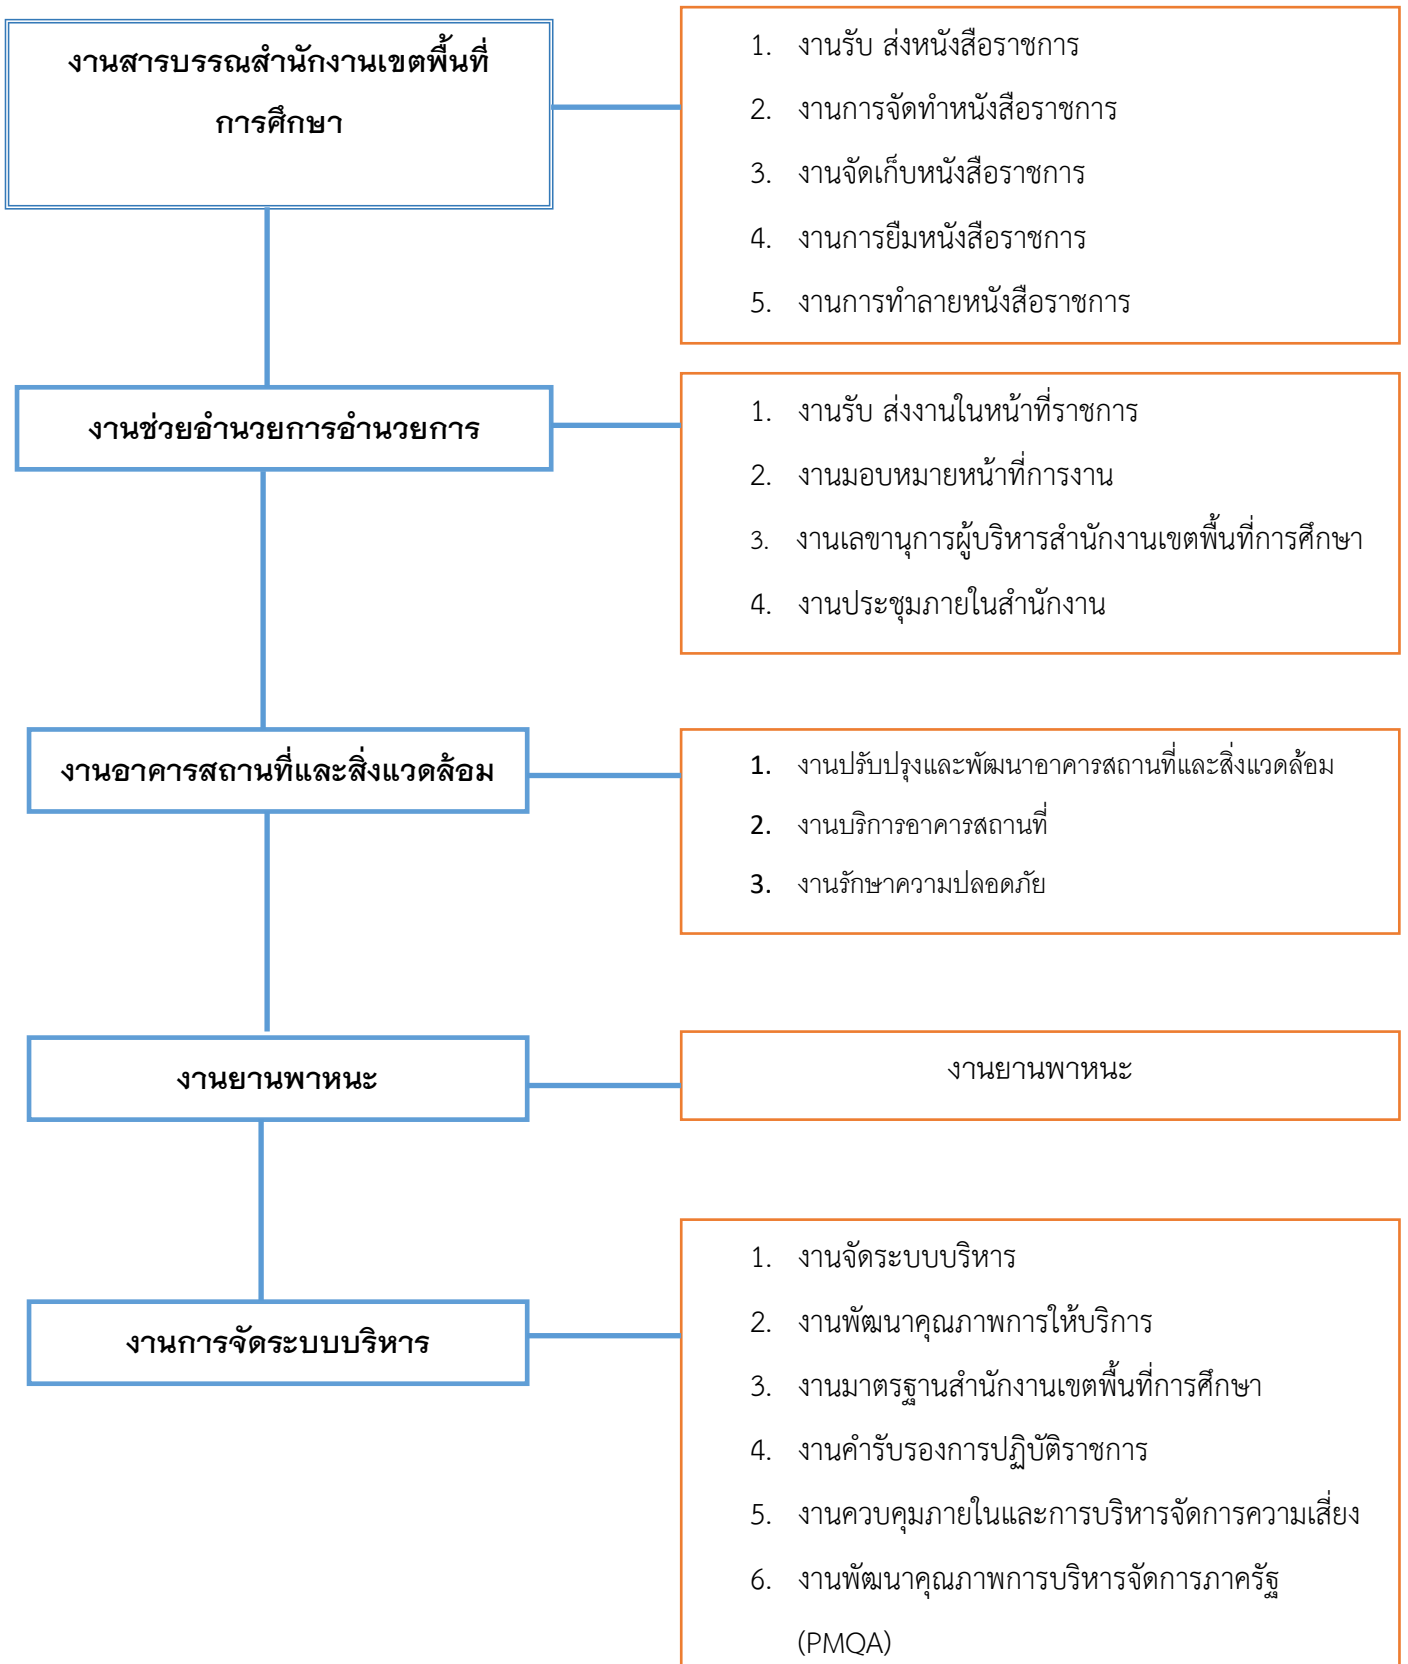 งานสารบรรณสำนักงานเขตพื้นที่
การศึกษา
1. งานรับ ส่งหนังสือราชการ
2. งานการจัดทำหนังสือราชการ
3. งานจัดเก็บหนังสือราชการ
4. งานการยืมหนังสือราชการ
5. งานการทำลายหนังสือราชการ
งานช่วยอำนวยการอำนวยการ
1. งานรับ ส่งงานในหน้าที่ราชการ
2. งานมอบหมายหน้าที่การงาน
3. งานเลขานุการผู้บริหารสำนักงานเขตพื้นที่การศึกษา
4. งานประชุมภายในสำนักงาน
งานอาคารสถานที่และสิ่งแวดล้อม
1. งานปรับปรุงและพัฒนาอาคารสถานที่และสิ่งแวดล้อม
2. งานบริการอาคารสถานที่
3. งานรักษาความปลอดภัย
งานยานพาหนะ
งานยานพาหนะ
งานการจัดระบบบริหาร
1. งานจัดระบบบริหาร
2. งานพัฒนาคุณภาพการให้บริการ
3. งานมาตรฐานสำนักงานเขตพื้นที่การศึกษา
4. งานคำรับรองการปฏิบัติราชการ
5. งานควบคุมภายในและการบริหารจัดการความเสี่ยง
6. งานพัฒนาคุณภาพการบริหารจัดการภาครัฐ
(PMQA)